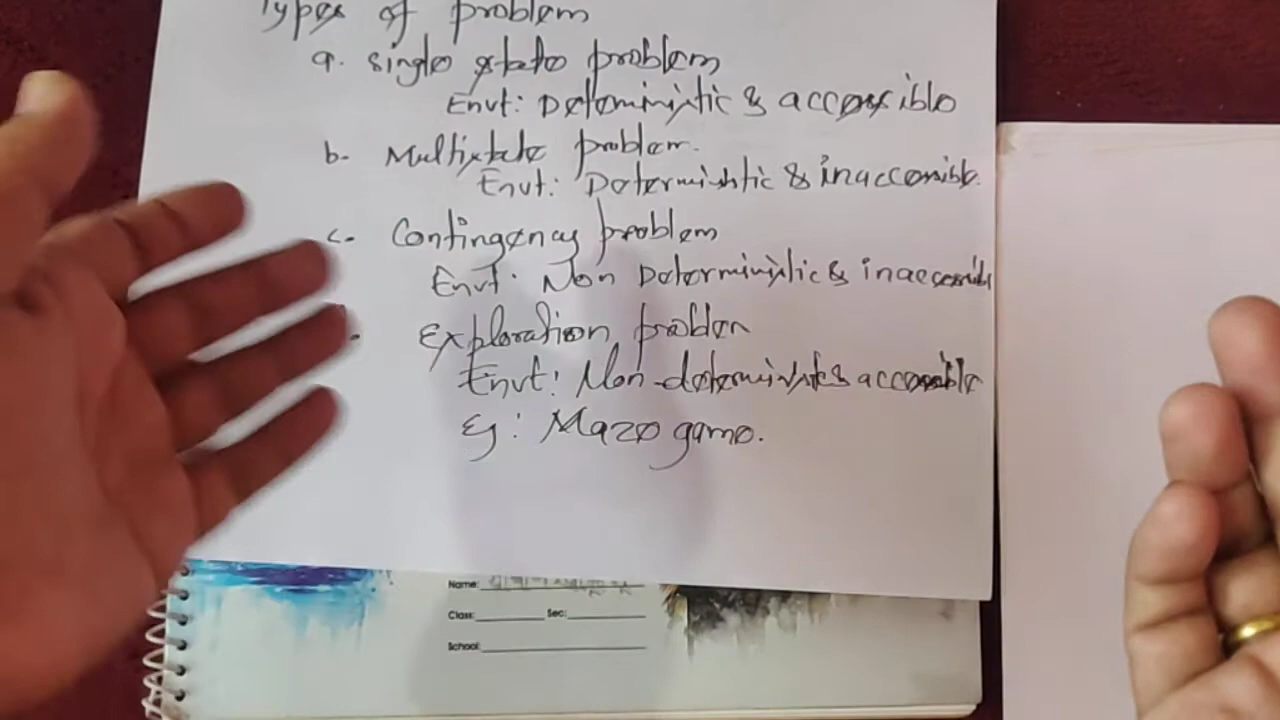 Types of problem
a. Single state problem
Envt: Deterministic & accessible
b. Multistate problem.
Envt: Deterministic & inaccessible.
c. Contingency problem
Envt: Non Deterministic & inaccessible
Exploration problem
Envt: Non-deterministic & accessible
Eg: Maze game.
Name:
Class: Sec:
School: